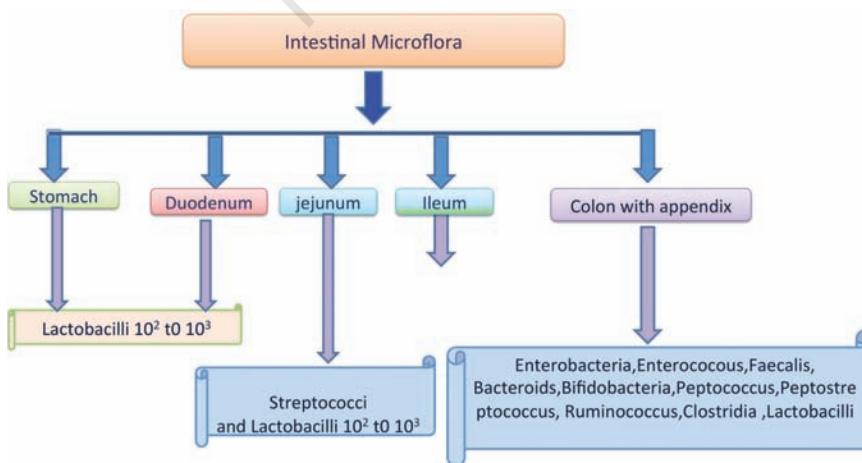 Intestinal Microflora
Stomach
Duodenum
jejunum
Ileum
Colon with appendix
Lactobacilli 10² t0 10³
Streptococci
and Lactobacilli 10² t0 10³
Enterobacteria,Enterococous,Faecalis,
Bacteroids,Bifidobacteria,Peptococcus,Peptostre
ptococcus, Ruminococcus,Clostridia ,Lactobacilli